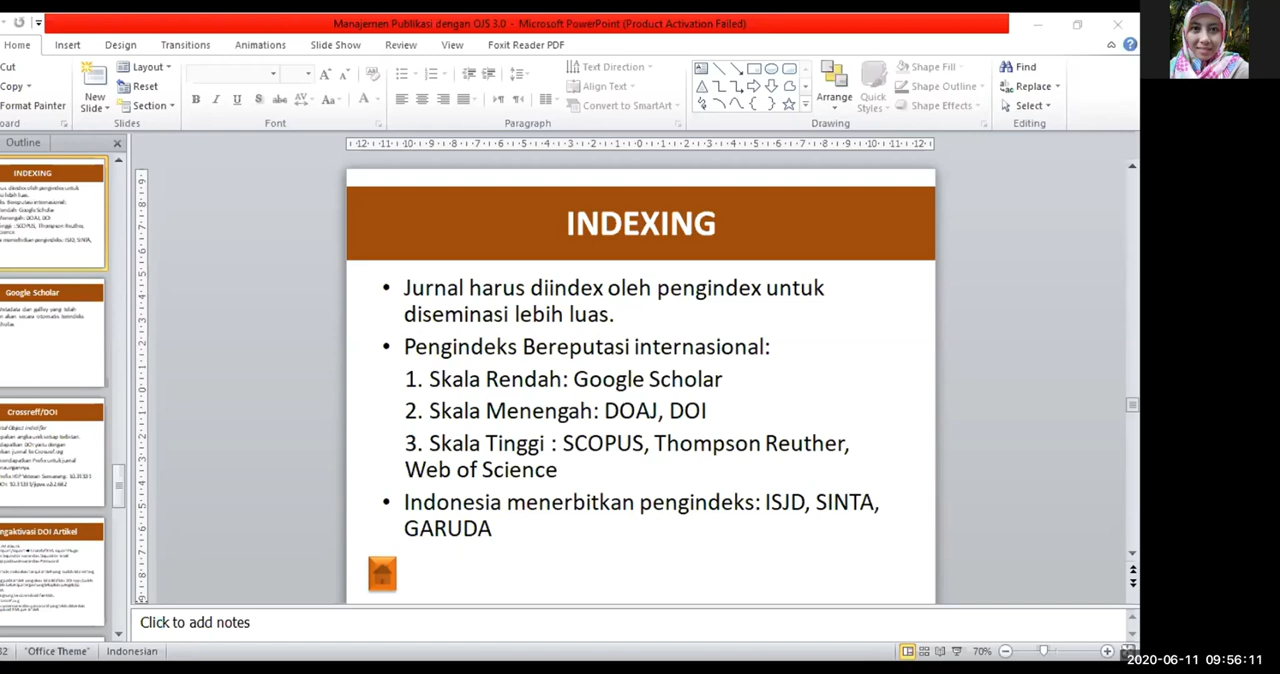 Manajemen Publikasi dengan OJS 3.0 - Microsoft PowerPoint (Product Activation Failed)
Home Insert Design Transitions Animations Slide Show Review View Foxit Reader PDF
Cut
Copy
Format Painter
New Slide
Layout
Reset
Section
Slides
B I U S abc AV Aa A
Font
Text Direction
Align Text
Convert to SmartArt
Paragraph
Arrange
Quick Styles
Shape Fill
Shape Outline
Shape Effects
Drawing
Find
Replace
Select
Editing
Outline
INDEXING
Google Scholar
Crossreff/DOI
INDEXING
• Jurnal harus diindex oleh pengindex untuk
diseminasi lebih luas.
• Pengindeks Bereputasi internasional:
1. Skala Rendah: Google Scholar
2. Skala Menengah: DOAJ, DOI
3. Skala Tinggi : SCOPUS, Thompson Reuther,
Web of Science
• Indonesia menerbitkan pengindeks: ISJD, SINTA,
GARUDA
Click to add notes
"Office Theme" Indonesian 70%
2020-06-11 09:56:11